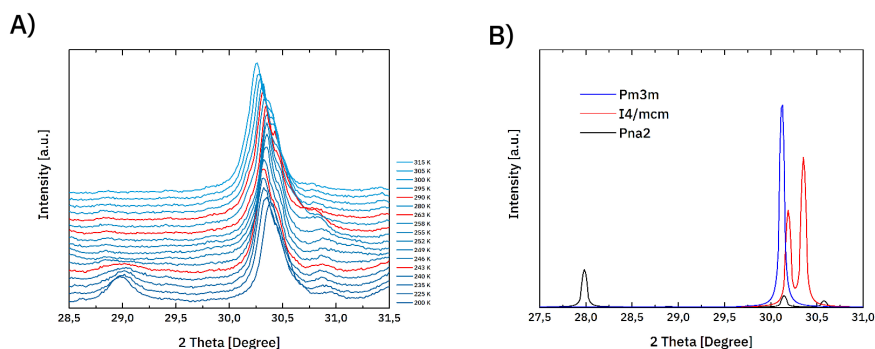 A)
Intensity [a.u.]
315 K
305 K
300 K
295 K
290 K
280 K
263 K
258 K
255 K
252 K
249 K
246 K
243 K
235 K
225 K
200 K
28,5 29,0 29,5 30,0 30,5 31,0 31,5
2 Theta [Degree]
B)
Intensity [a.u.]
Pm3m
I4/mcm
Pna2
27,5 28,0 28,5 29,0 29,5 30,0 30,5 31,0
2 Theta [Degree]